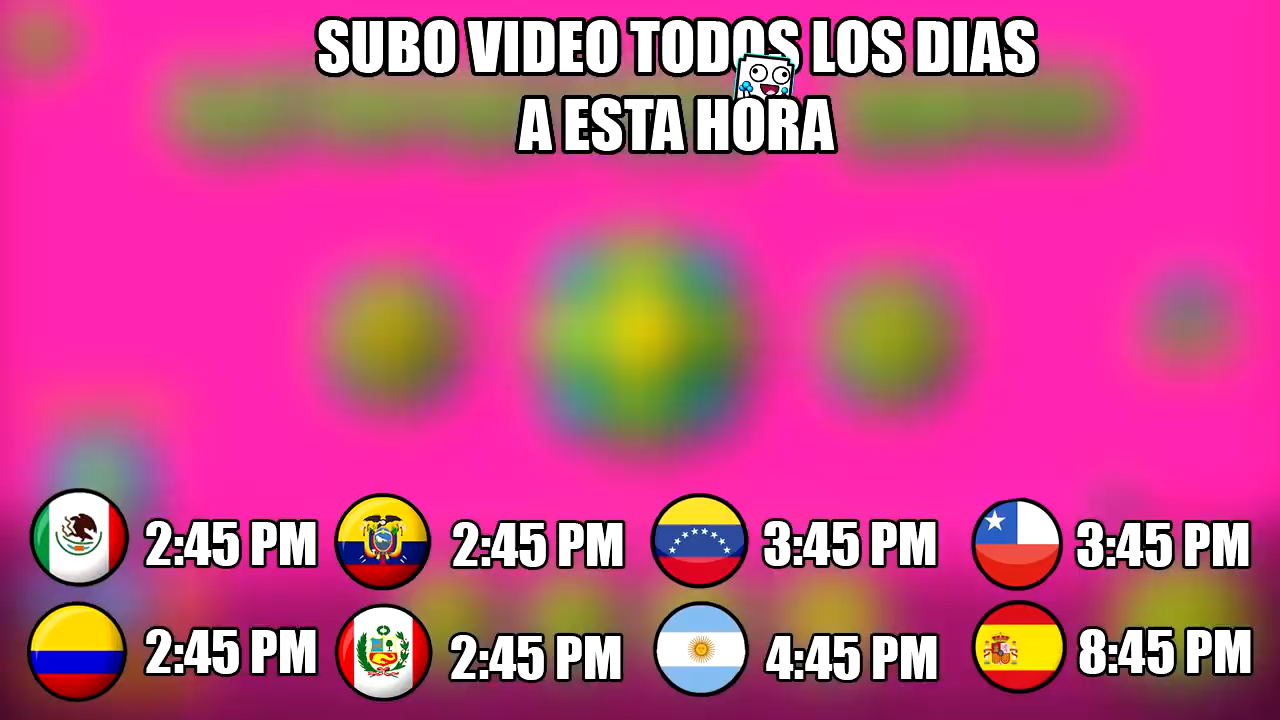 SUBO VIDEO TODOS LOS DIAS
A ESTA HORA
2:45 PM 2:45 PM 3:45 PM 3:45 PM
2:45 PM 2:45 PM 4:45 PM 8:45 PM